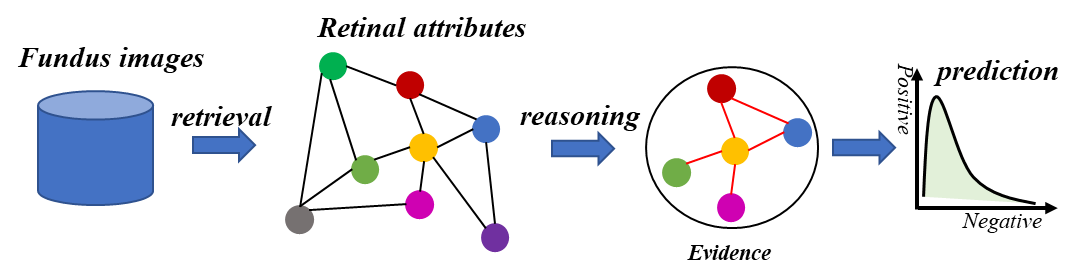 Fundus images
retrieval
Retinal attributes
reasoning
Evidence
prediction
Positive
Negative